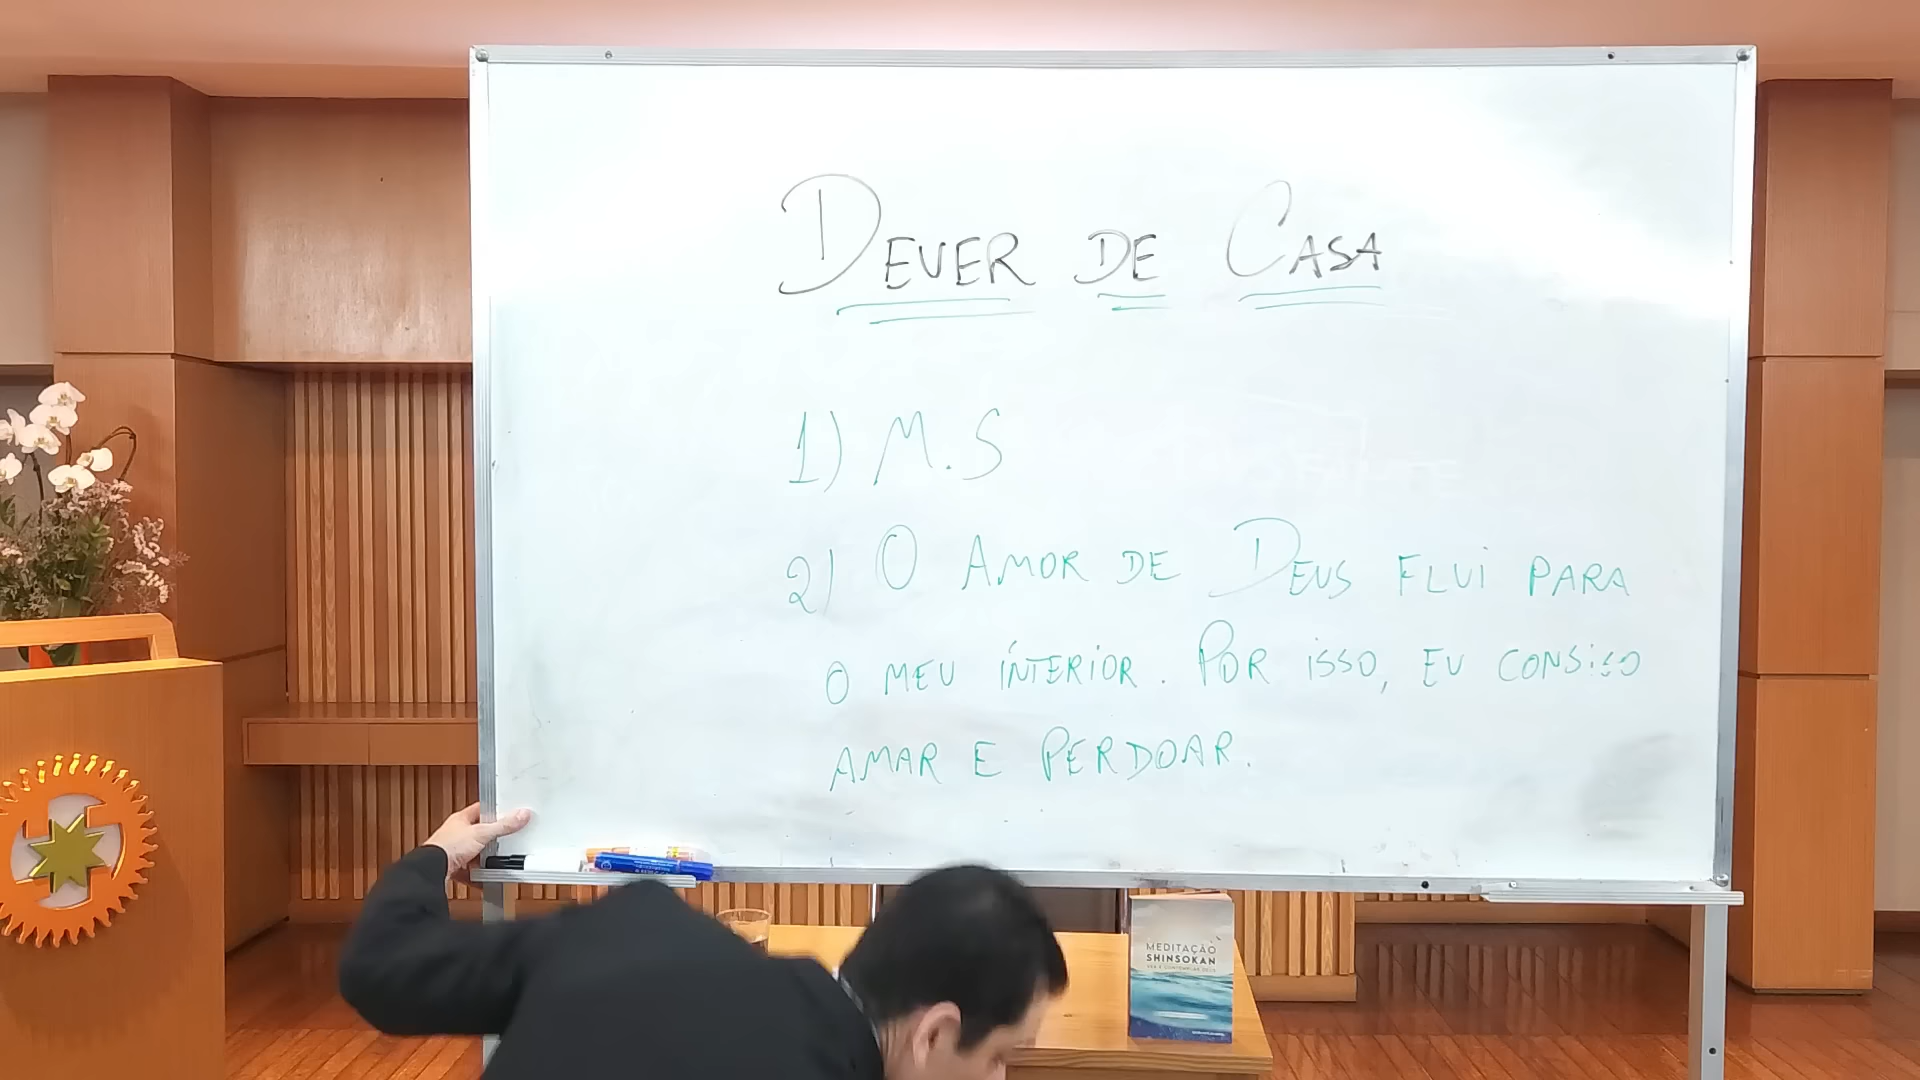 DEVER DE CASA
1) M.S
2) O AMOR DE DEUS FLUI PARA
O MEU INTERIOR. POR ISSO, EU CONSIGO
AMAR E PERDOAR.
MEDITAÇÃO
SHINSOKAN